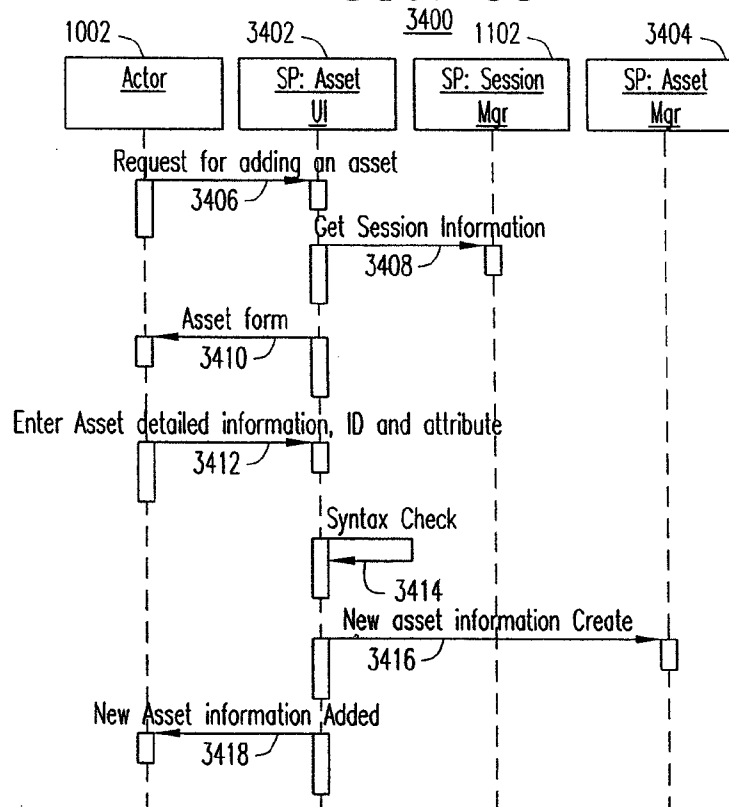 3400
1002
3402
1102
3404
Actor
SP: Asset
UI
SP: Session
Mgr
SP: Asset
Mgr
Request for adding an asset
3406
Get Session Information
3408
Asset form
3410
Enter Asset detailed information, ID and attribute
3412
Syntax Check
3414
New asset information Create
3416
New Asset information Added
3418